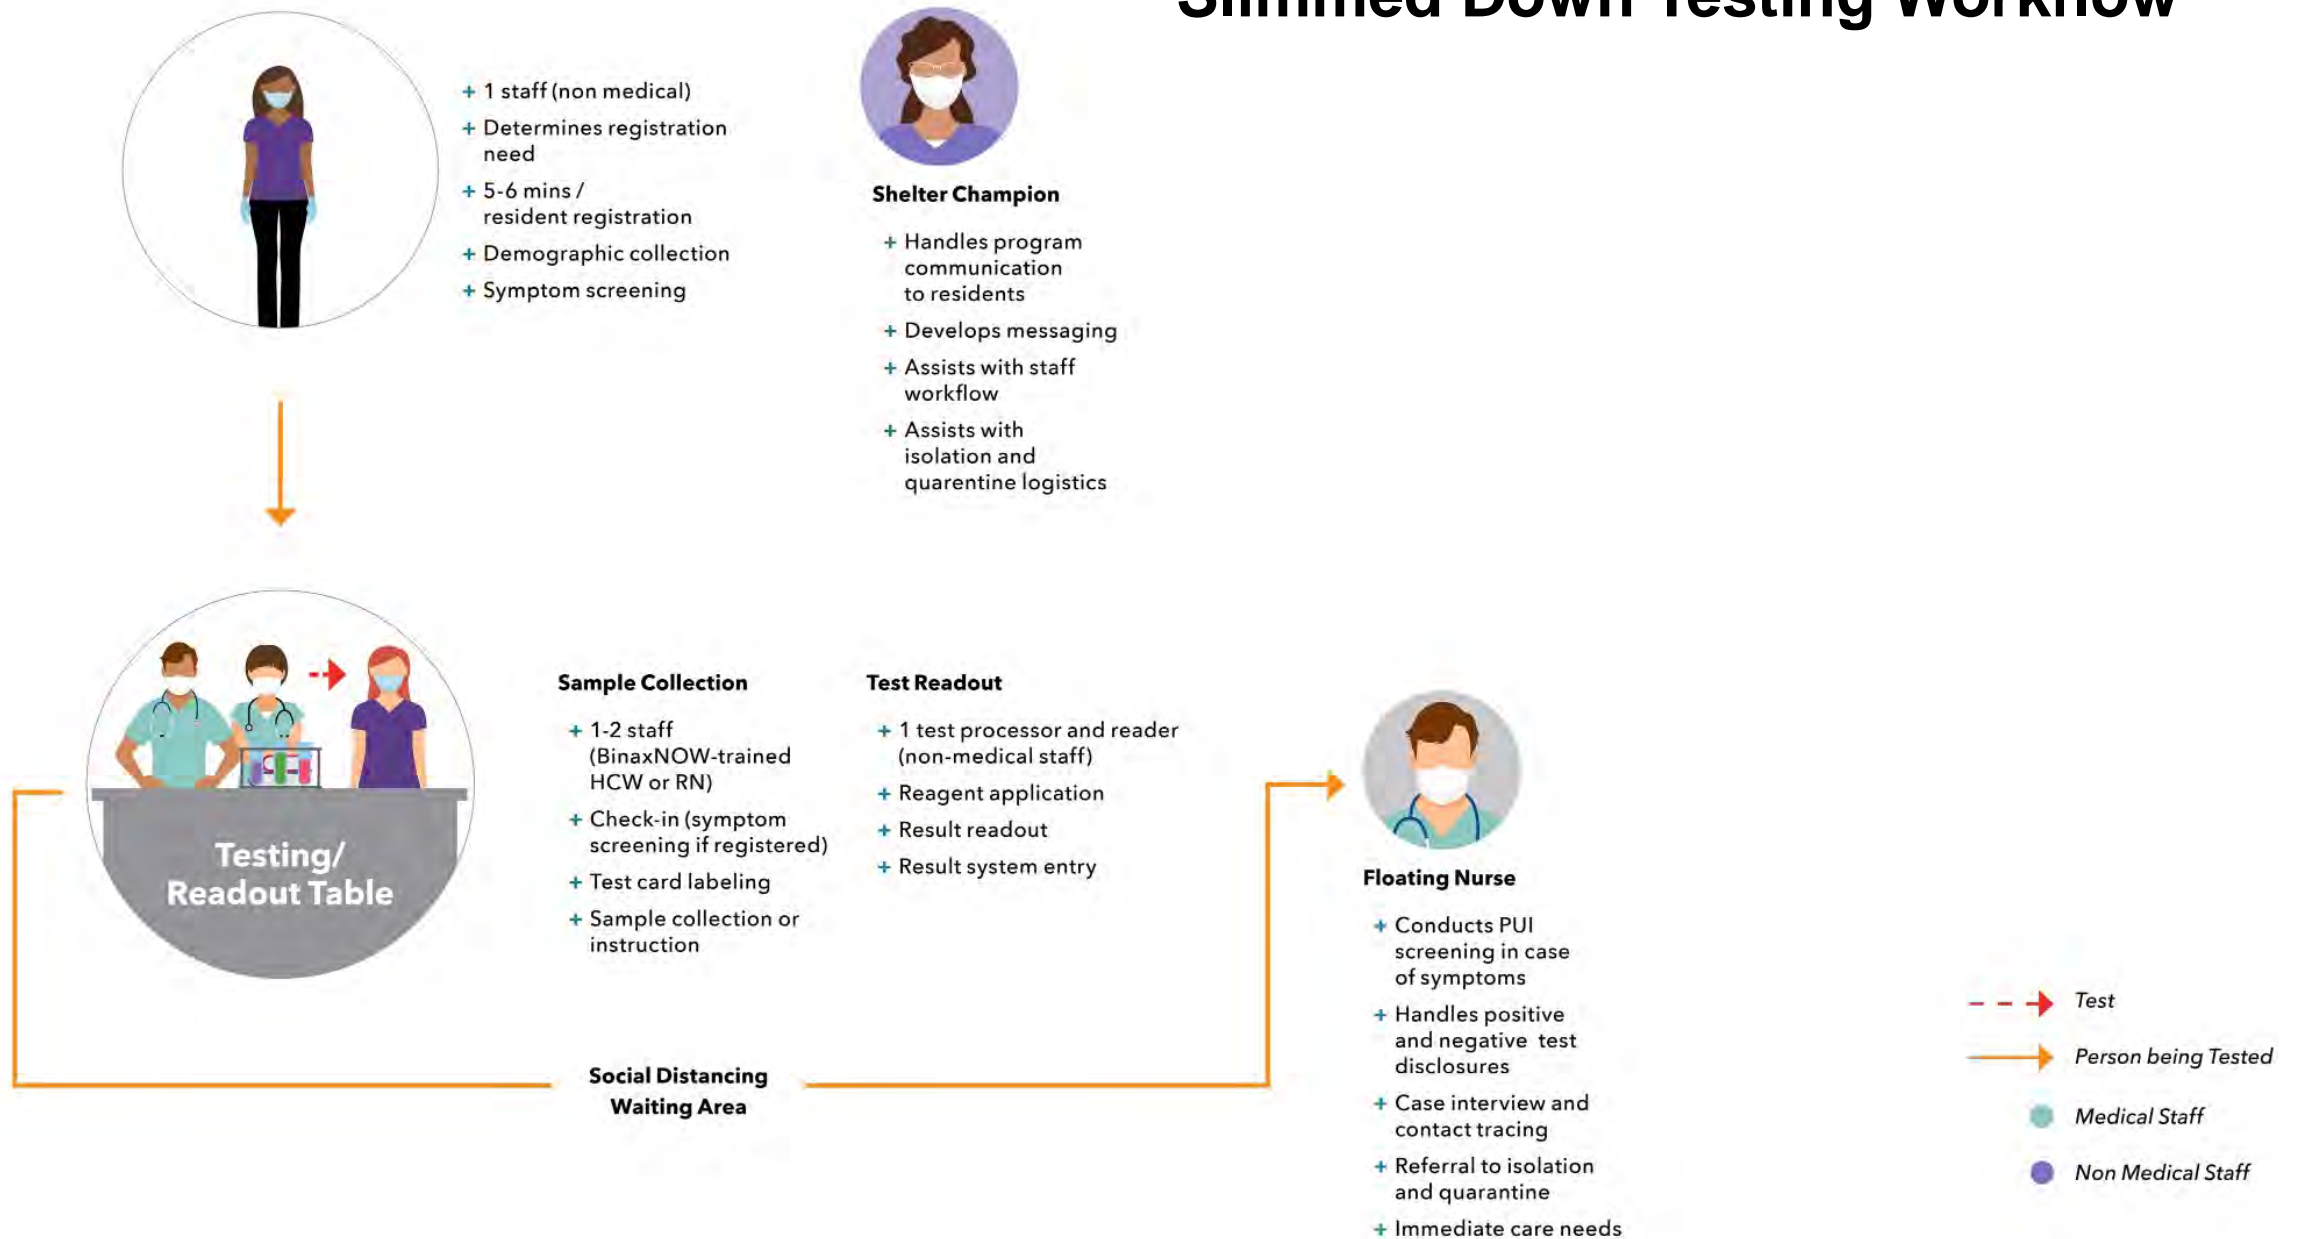 Slimmed Down Testing Workflow
+ 1 staff (non medical)
+ Determines registration
need
+ 5-6 mins /
resident registration
+ Demographic collection
+ Symptom screening
Shelter Champion
+ Handles program
communication
to residents
+ Develops messaging
+ Assists with staff
workflow
+ Assists with
isolation and
quarentine logistics
Testing/
Readout Table
Sample Collection
+ 1-2 staff
(BinaxNOW-trained
HCW or RN)
+ Check-in (symptom
screening if registered)
+ Test card labeling
+ Sample collection or
instruction
Test Readout
+ 1 test processor and reader
(non-medical staff)
+ Reagent application
+ Result readout
+ Result system entry
Social Distancing
Waiting Area
Floating Nurse
+ Conducts PUI
screening in case
of symptoms
+ Handles positive
and negative test
disclosures
+ Case interview and
contact tracing
+ Referral to isolation
and quarantine
+ Immediate care needs
Test
Person being Tested
Medical Staff
Non Medical Staff